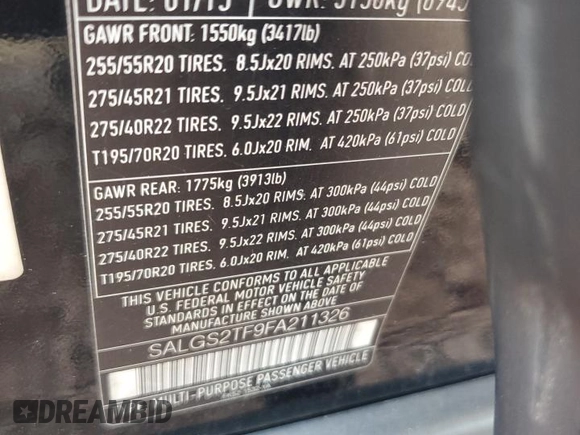 DATE: 01/15 GVWR: 3150kg (6945
GAWR FRONT: 1550kg (3417lb)
255/55R20 TIRES. 8.5Jx20 RIMS. AT 250kPa (37psi) COLD
275/45R21 TIRES. 9.5Jx21 RIMS. AT 250kPa (37psi) COLD
275/40R22 TIRES. 9.5Jx22 RIMS. AT 250kPa (37psi) COLD
T195/70R20 TIRES. 6.0Jx20 RIM. AT 420kPa (61psi) COLD
GAWR REAR: 1775kg (3913lb)
255/55R20 TIRES. 8.5Jx20 RIMS. AT 300kPa (44psi) COLD
275/45R21 TIRES. 9.5Jx21 RIMS. AT 300kPa (44psi) COLD
275/40R22 TIRES. 9.5Jx22 RIMS. AT 300kPa (44psi) COLD
T195/70R20 TIRES. 6.0Jx20 RIM. AT 420kPa (61psi) COLD
THIS VEHICLE CONFORMS TO ALL APPLICABLE
U.S. FEDERAL MOTOR VEHICLE SAFETY
STANDARDS IN EFFECT ON THE DATE OF
MANUFACTURE SHOWN ABOVE
SALGS2TF9FA211326
MULTI-PURPOSE PASSENGER VEHICLE
DREAMBID